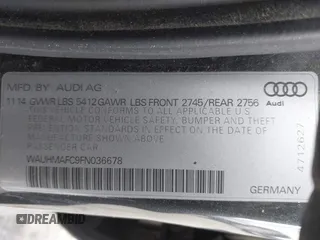 MFD. BY AUDI AG
11 14 GVWR LBS 5412 GAWR LBS FRONT 2745/REAR 2756
Audi
THIS VEHICLE CONFORMS TO ALL APPLICABLE
FEDERAL MOTOR VEHICLE SAFETY, BUMPER,
AND THEFT PREVENTION STANDARDS IN EFFECT ON THE
DATE OF MANUFACTURE SHOWN ABOVE.
PASSENGER CAR
WAUHMAFC9FN036678
GERMANY
4712627